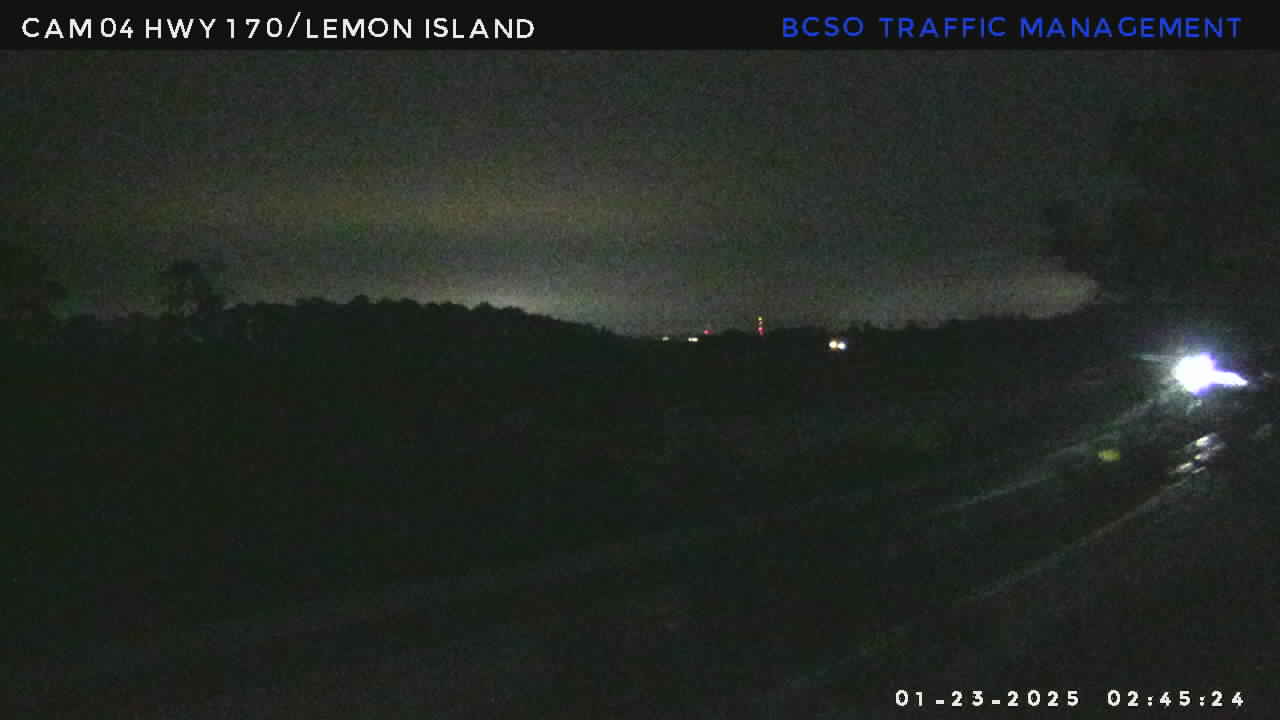 CAM04 HWY 170/LEMON ISLAND
BCSO TRAFFIC MANAGEMENT
01-23-2025 02:45:24